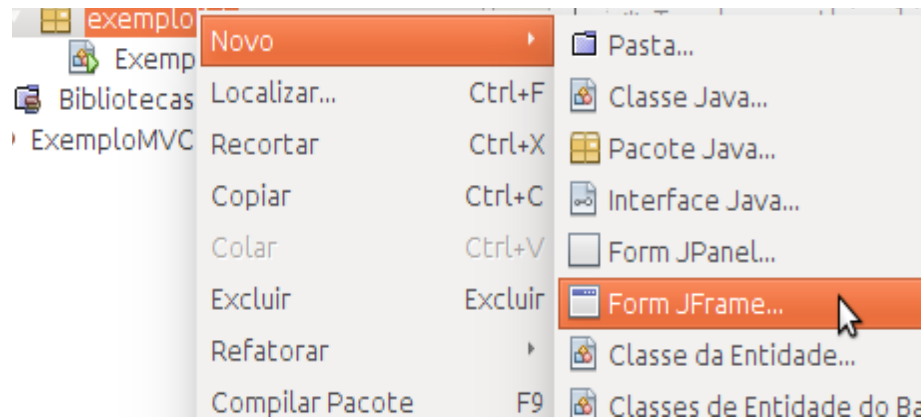 exemplo
Exemp
Bibliotecas
ExemploMVC
Novo
Localizar... Ctrl+F
Recortar Ctrl+X
Copiar Ctrl+C
Colar Ctrl+V
Excluir Excluir
Refatorar
Compilar Pacote F9
Pasta...
Classe Java...
Pacote Java...
Interface Java...
Form JPanel...
Form JFrame...
Classe da Entidade...
Classes de Entidade do Ba